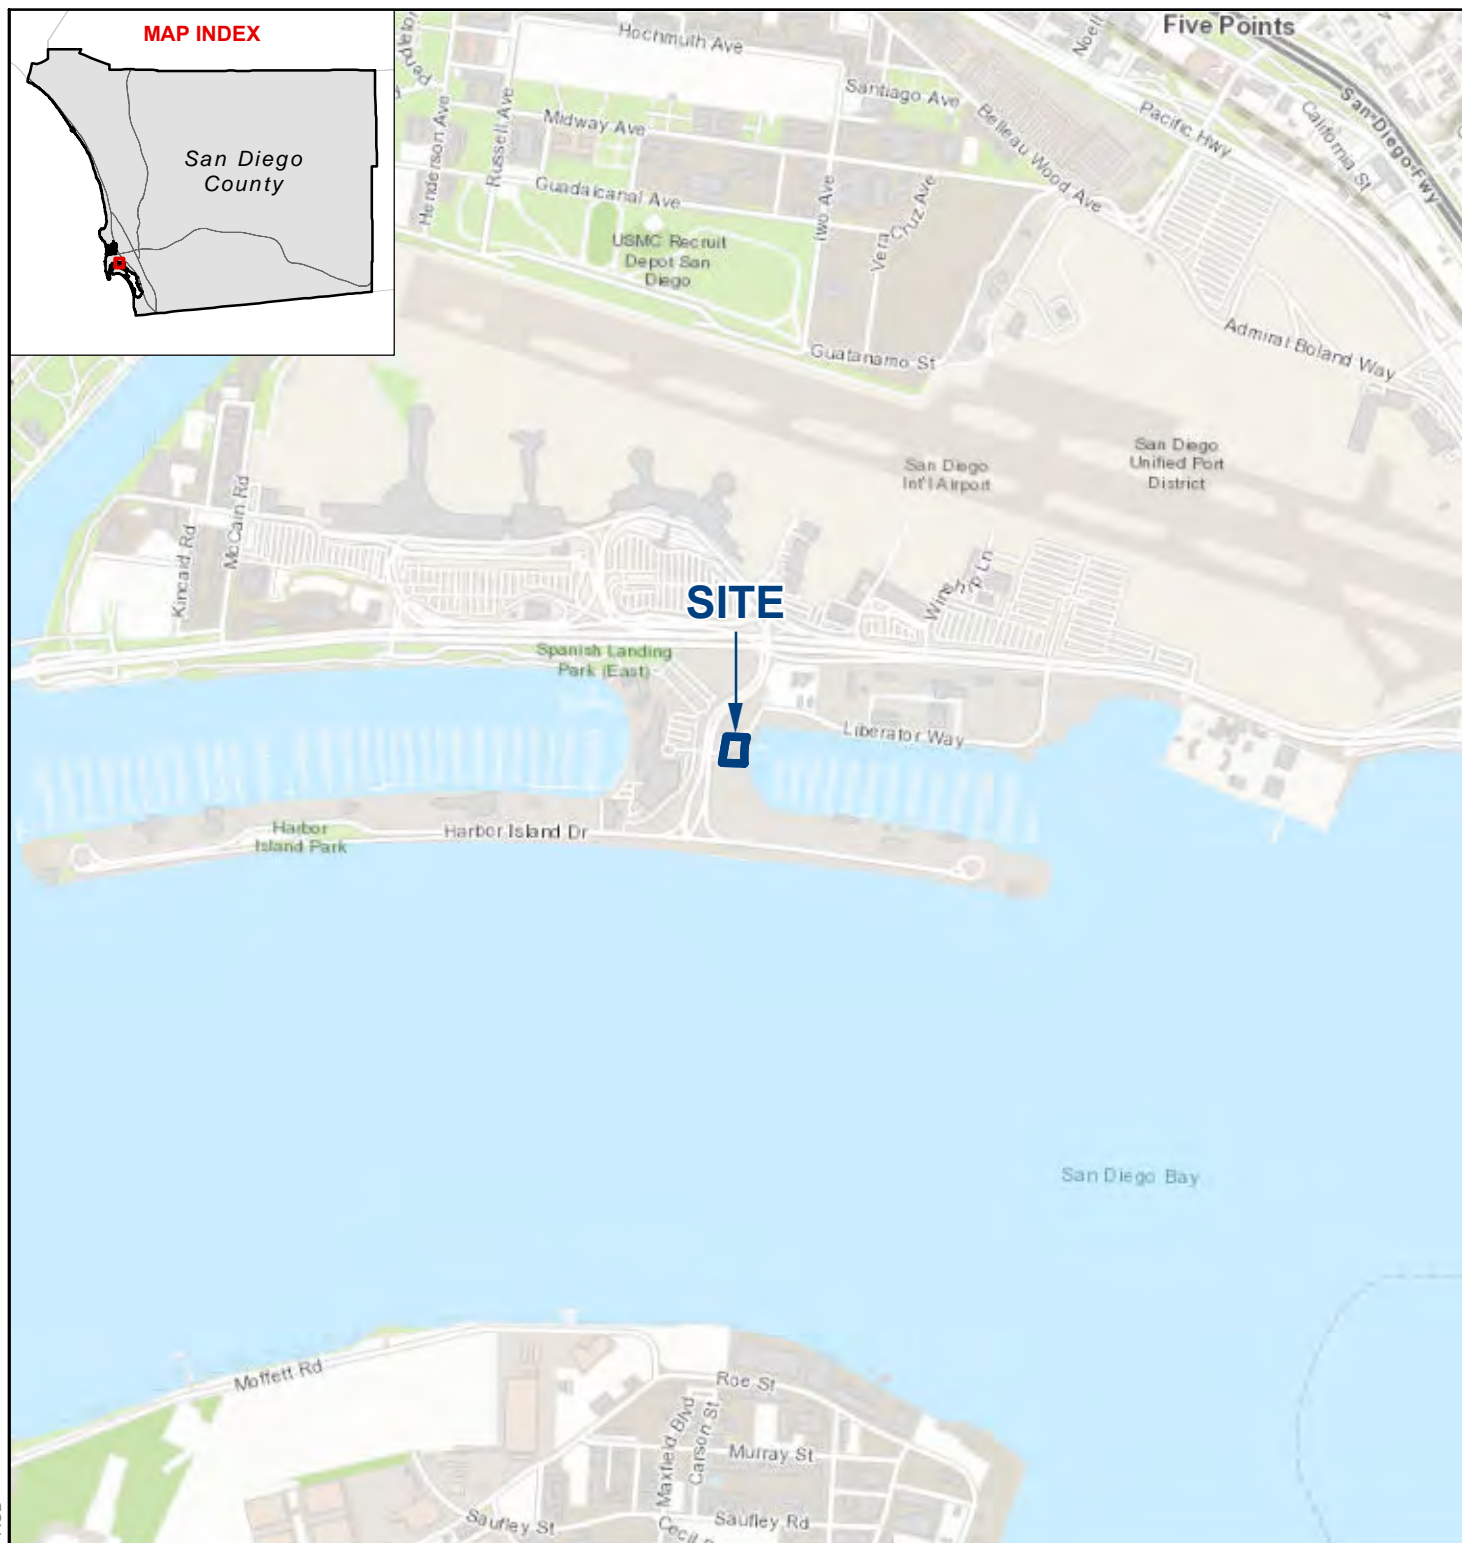 MAP INDEX
San Diego
County
Five Points
Hochmuth Ave
Noell
Pendleton
Santiago Ave
San Diego Fwy
Henderson Ave
Russell Ave
Midway Ave
Belleau Wood Ave
Pacific Hwy
California St
Guadalcanal Ave
Iwo Ave
Vera
Cruz Ave
USMC Recruit
Depot San
Diego
Guatanamo St
Admiral Boland Way
San Diego
Int'l Airport
San Diego
Unified Port
District
Kincaid Rd
McCain Rd
SITE
Spanish Landing
Park (East)
Liberator Way
Harbor
Island Park
Harbor Island Dr
San Diego Bay
Moffett Rd
Roe St
Maxfield Blvd
Carson St
Murray St
Saufley St
Cecil
Saufley Rd